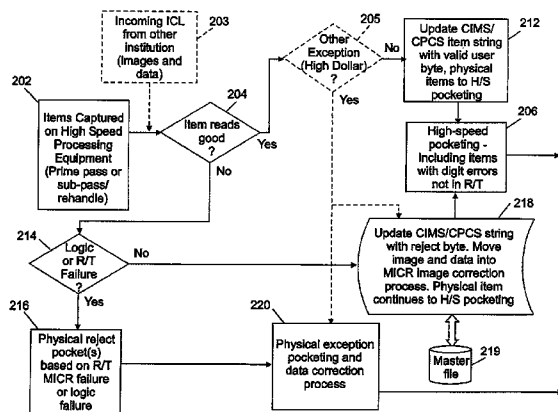 Incoming ICL
from other
institution
(Images and
data)
203
205
Other
Exception
(High Dollar)
?
No
Yes
212
Update CIMS/
CPCS item string
with valid user
byte, physical
items to H/S
pocketing
202
Items Captured
on High Speed
Processing
Equipment
(Prime pass or
sub-pass/
rehandle)
204
Item reads
good
?
Yes
No
206
High-speed
pocketing -
Including items
with digit errors
not in R/T
218
Update CIMS/CPCS string
with reject byte. Move
image and data into
MICR image correction
process. Physical item
continues to H/S pocketing
214
Logic
or R/T
Failure
?
No
Yes
216
Physical reject
pocket(s)
based on R/T
MICR failure
or logic
failure
220
Physical exception
pocketing and
data correction
process
Master
file
219